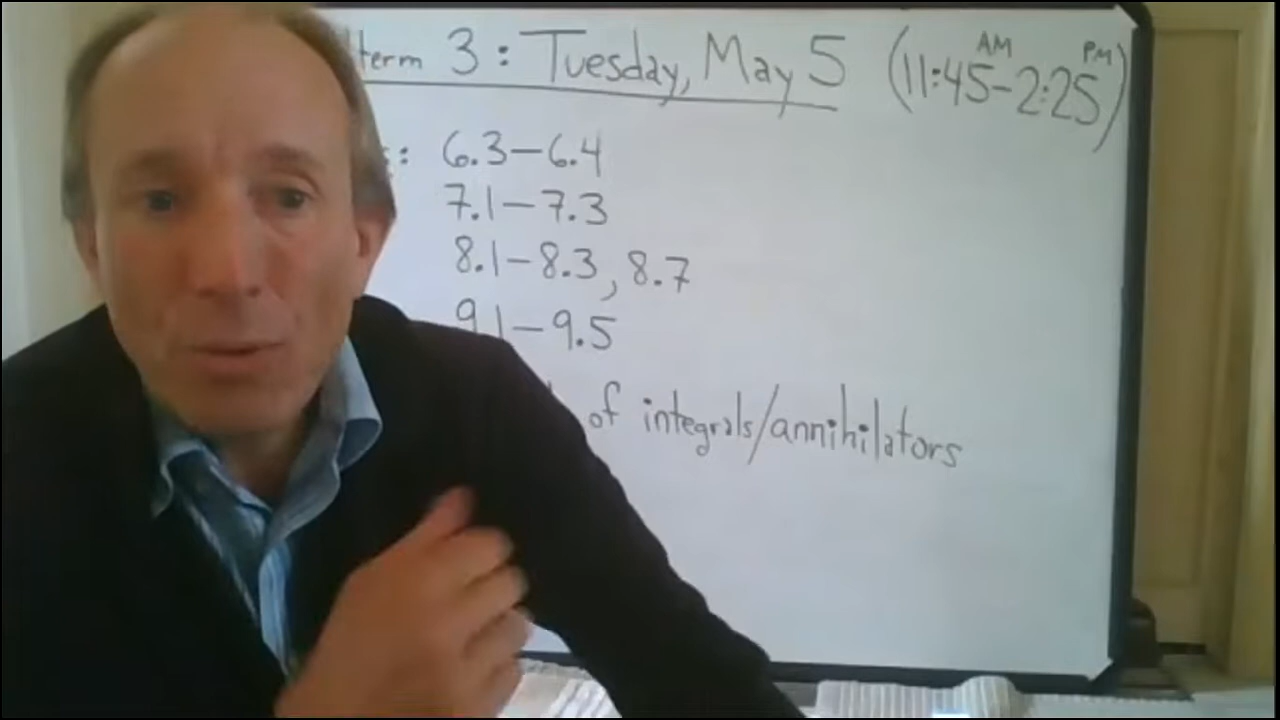 term 3: Tuesday, May 5 (11:45 AM-2:25 PM)
: 6.3-6.4
7.1-7.3
8.1-8.3, 8.7
9.1-9.5
of integrals/annihilators